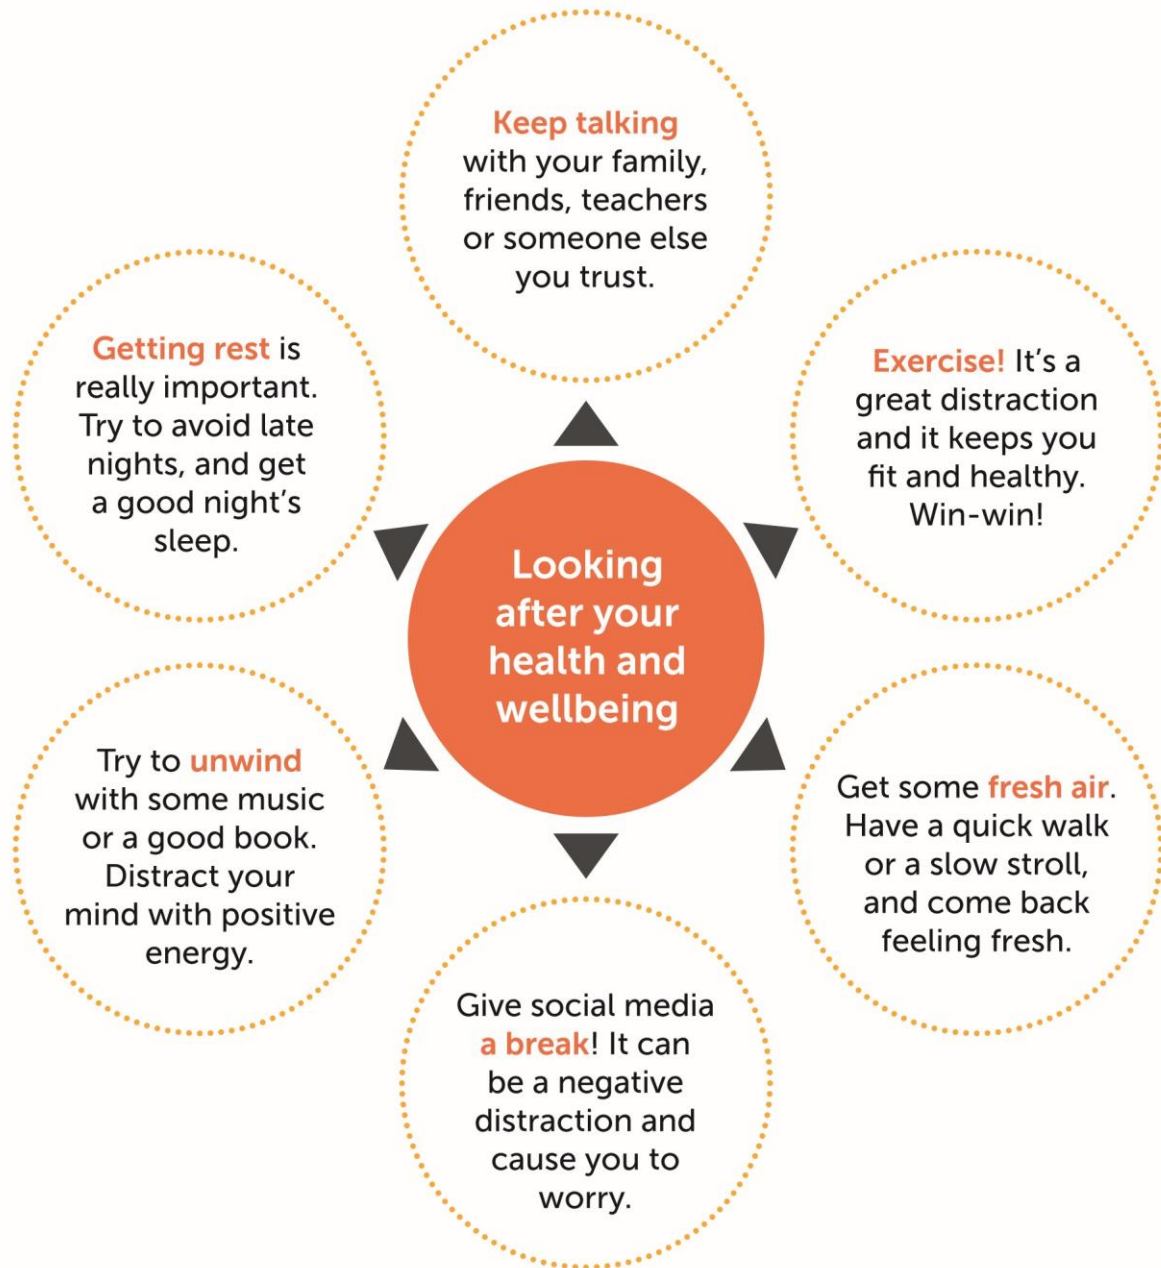 Keep talking
with your family,
friends, teachers
or someone else
you trust.
Getting rest is
really important.
Try to avoid late
nights, and get
a good night's
sleep.
Exercise! It's a
great distraction
and it keeps you
fit and healthy.
Win-win!
Looking
after your
health and
wellbeing
Try to unwind
with some music
or a good book.
Distract your
mind with positive
energy.
Get some fresh air.
Have a quick walk
or a slow stroll,
and come back
feeling fresh.
Give social media
a break! It can
be a negative
distraction and
cause you to
worry.